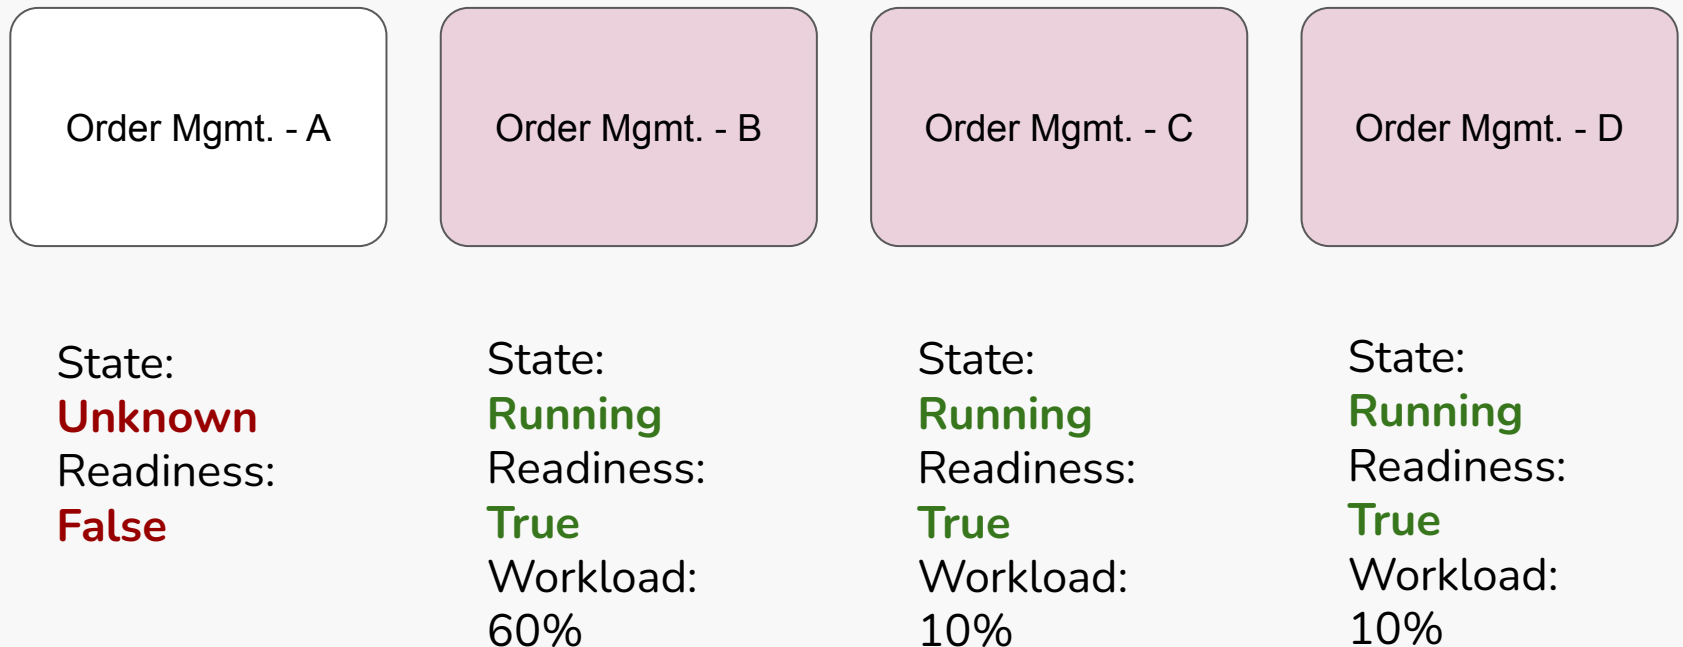 Order Mgmt. - A
Order Mgmt. - B
Order Mgmt. - C
Order Mgmt. - D
State:
Unknown
Readiness:
False
State:
Running
Readiness:
True
Workload:
60%
State:
Running
Readiness:
True
Workload:
10%
State:
Running
Readiness:
True
Workload:
10%